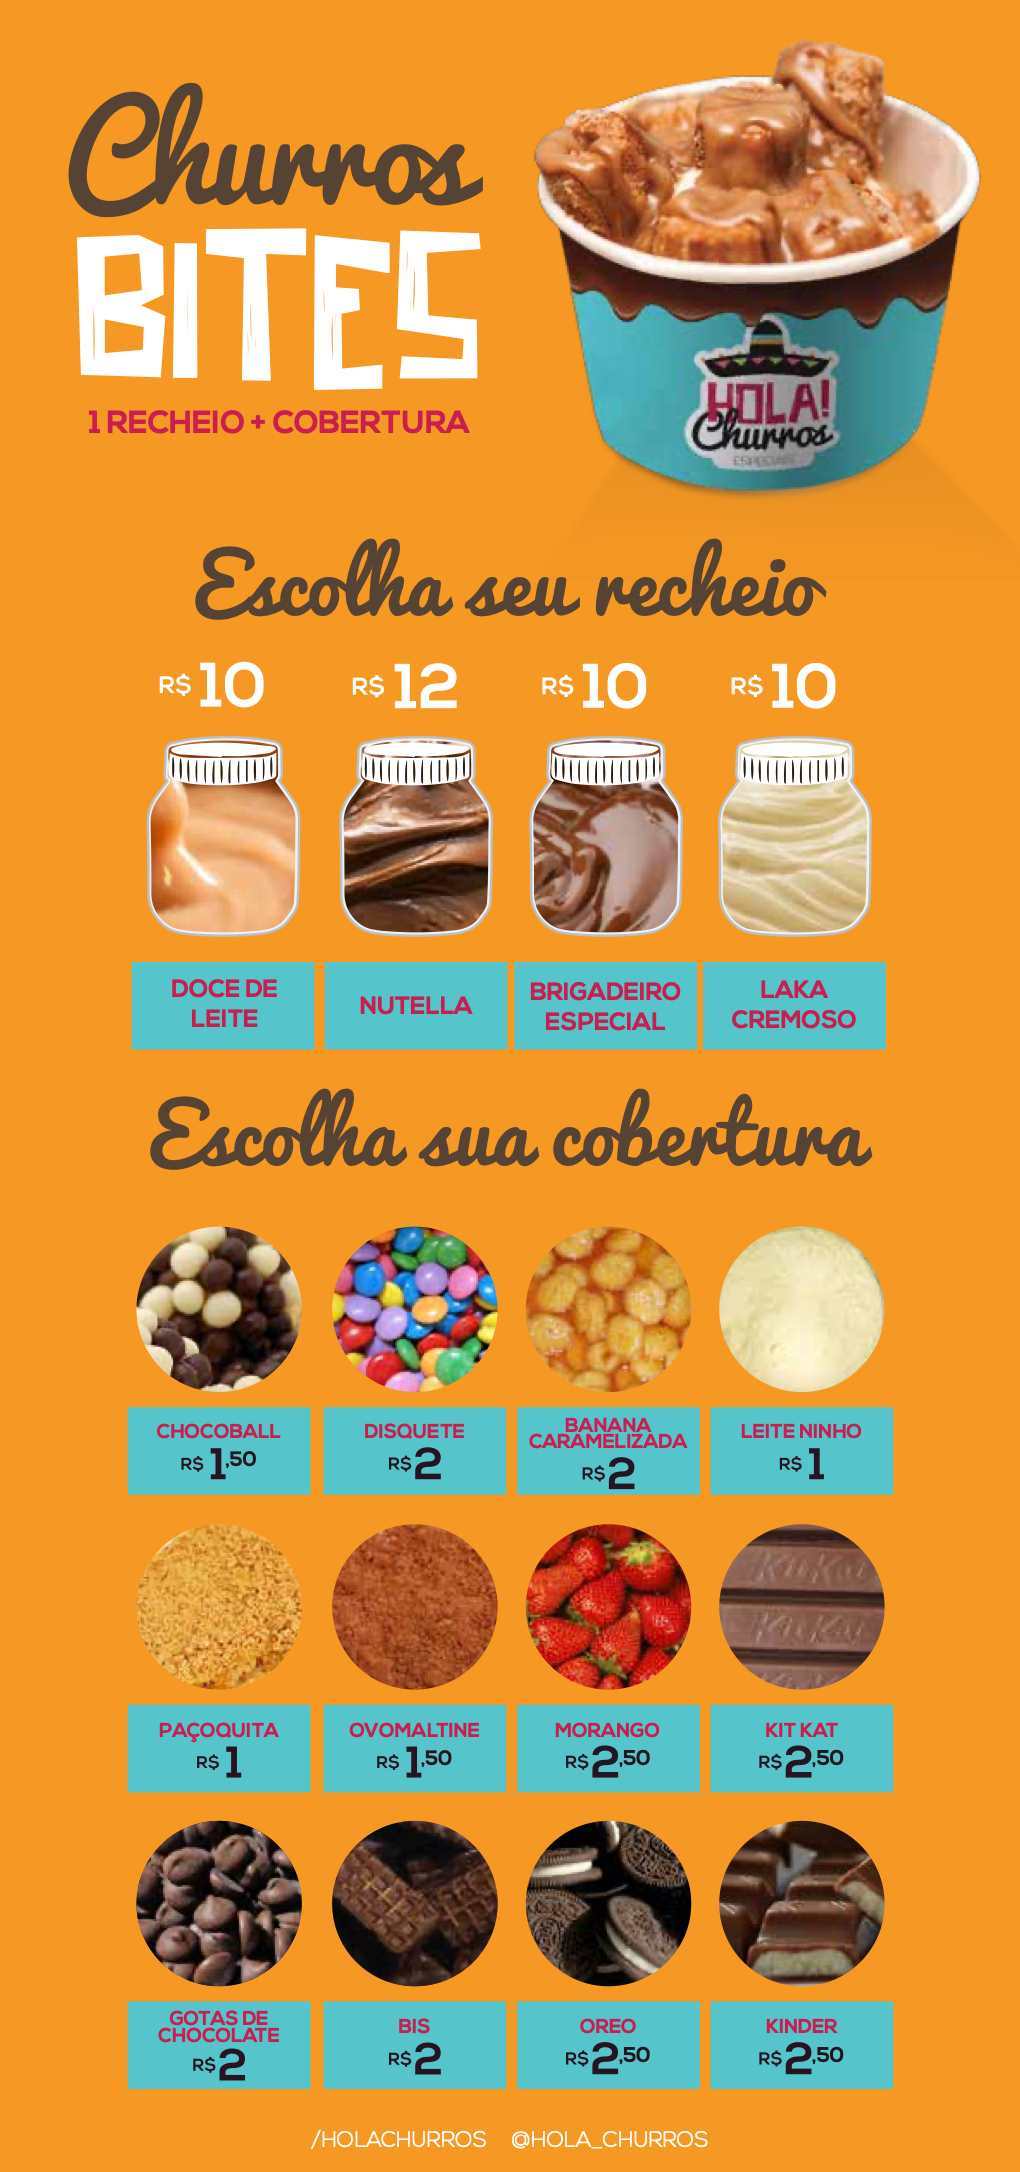 Churros
BITES
1 RECHEIO + COBERTURA
HOLA!
Churros
ESPECIAIS
Escolha seu recheio
R$ 10
R$ 12
R$ 10
R$ 10
DOCE DE
LEITE
NUTELLA
BRIGADEIRO
ESPECIAL
LAKA
CREMOSO
Escolha sua cobertura
CHOCOBALL
R$ 1,50
DISQUETE
R$ 2
BANANA
CARAMELIZADA
R$ 2
LEITE NINHO
R$ 1
KitKat
KitKat
PAÇOQUITA
R$ 1
OVOMALTINE
R$ 1,50
MORANGO
R$ 2,50
KIT KAT
R$ 2,50
GOTAS DE
CHOCOLATE
R$ 2
BIS
R$ 2
OREO
R$ 2,50
KINDER
R$ 2,50
/HOLACHURROS @HOLA_CHURROS